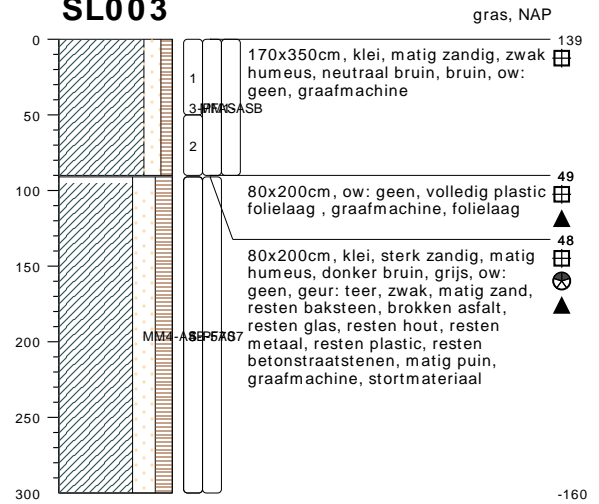 SL003
gras, NAP
0
139
170x350cm, klei, matig zandig, zwak
humeus, neutraal bruin, bruin, ow:
geen, graafmachine
1
50
2
49
100
80x200cm, ow: geen, volledig plastic
folielaag , graafmachine, folielaag
48
80x200cm, klei, sterk zandig, matig
humeus, donker bruin, grijs, ow:
geen, geur: teer, zwak, matig zand,
resten baksteen, brokken asfalt,
resten glas, resten hout, resten
metaal, resten plastic, resten
betonstraatstenen, matig puin,
graafmachine, stortmateriaal
150
200
250
300
-160